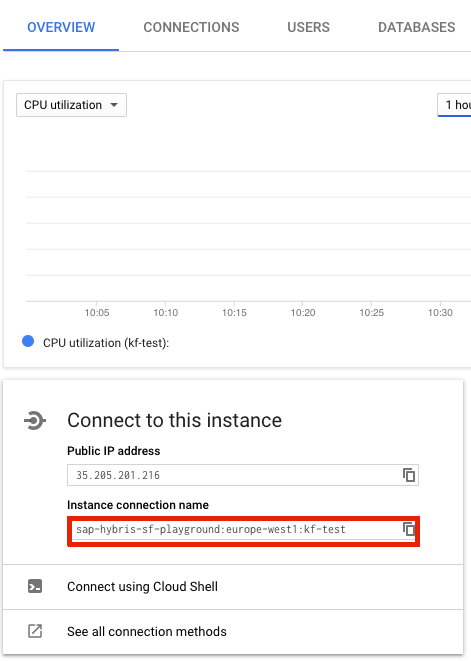 OVERVIEW CONNECTIONS USERS DATABASES
CPU utilization 1 hou
10:05 10:10 10:15 10:20 10:25 10:30
CPU utilization (kf-test):
Connect to this instance
Public IP address
35.205.201.216
Instance connection name
sap-hybris-sf-playground:europe-west1:kf-test
Connect using Cloud Shell
See all connection methods